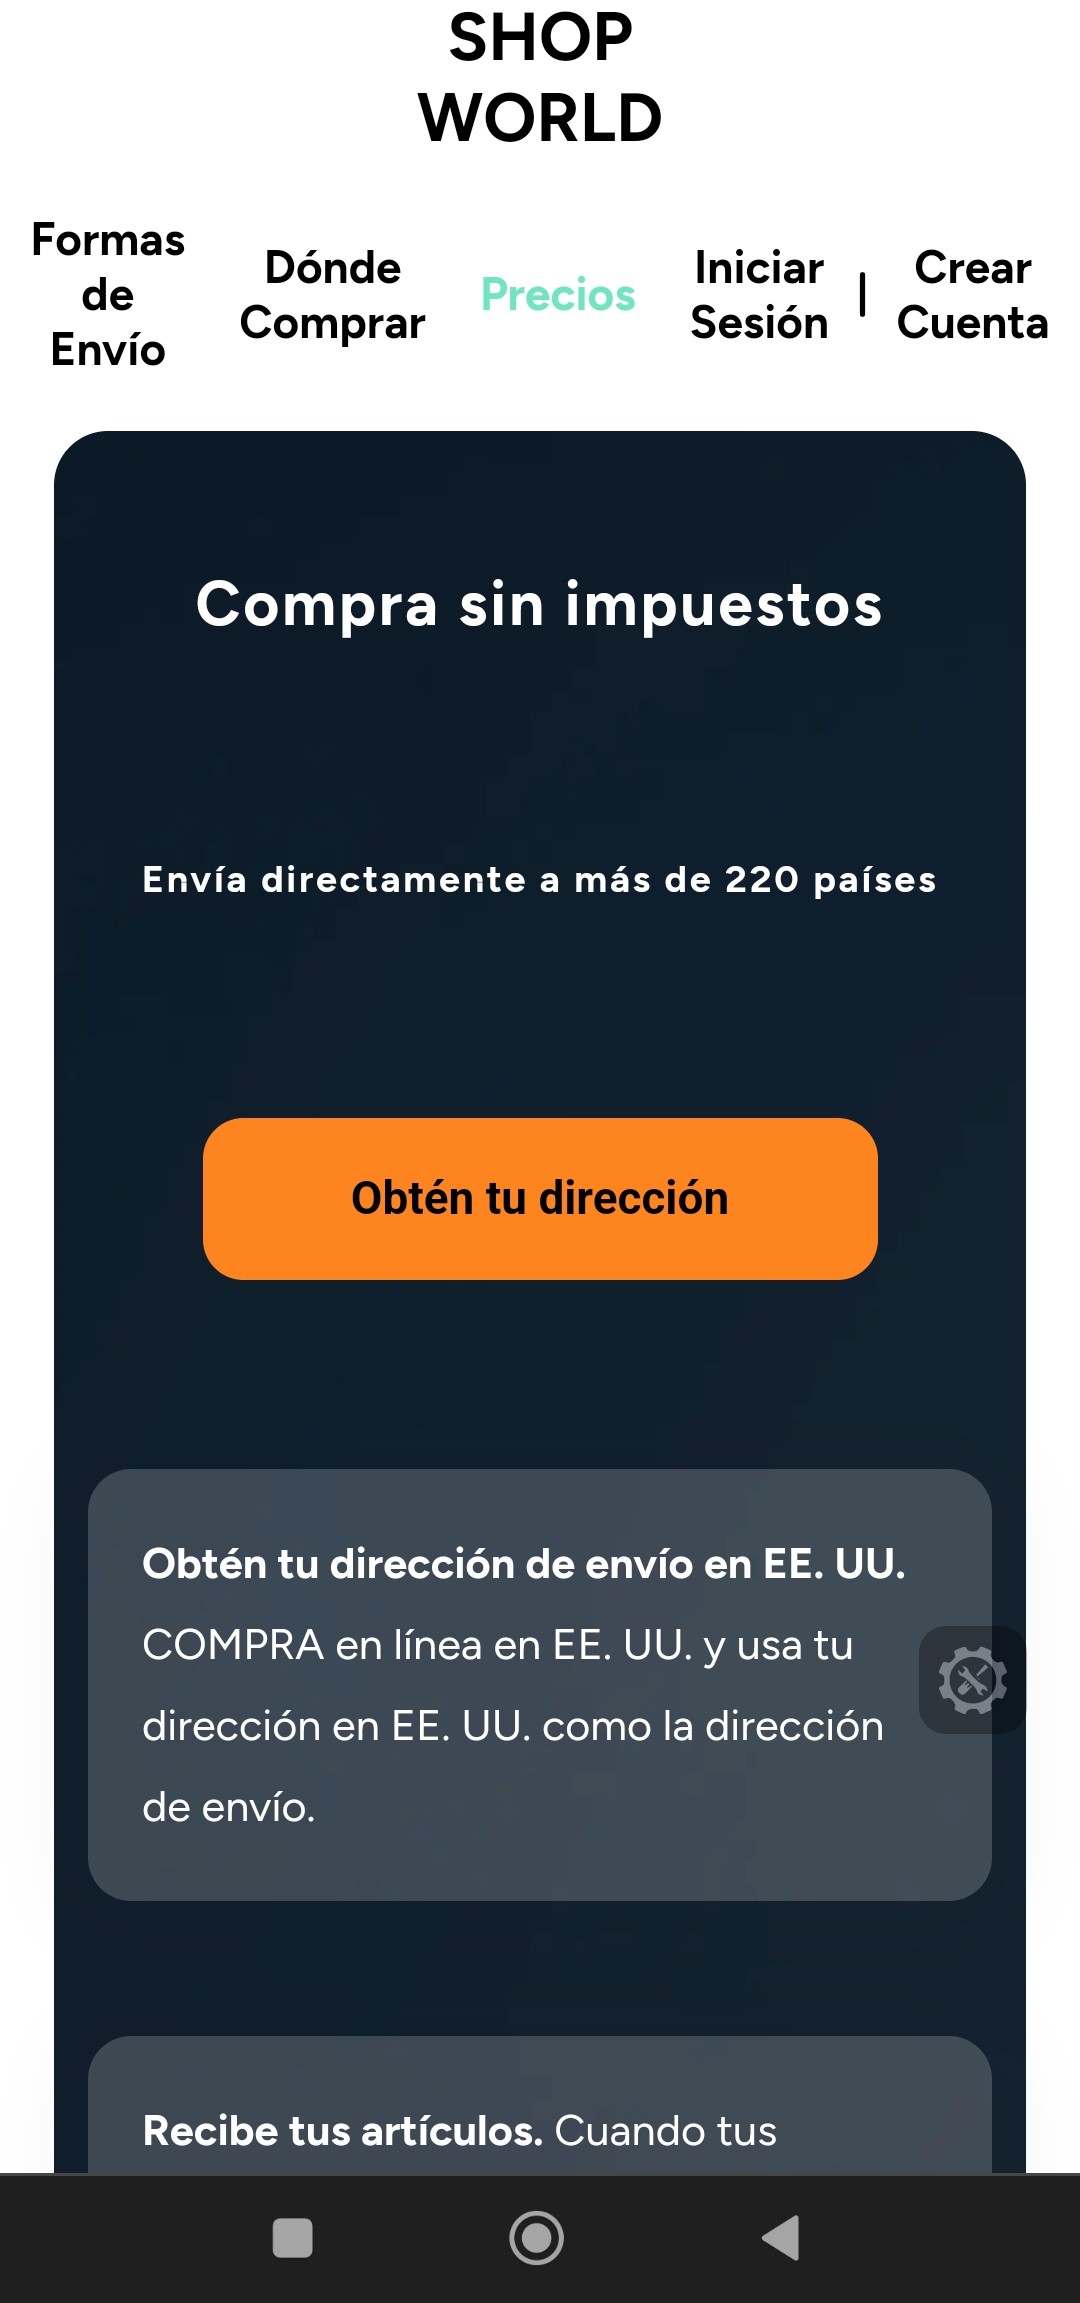 SHOP
WORLD
Formas
de
Envío
Dónde
Comprar
Precios
Iniciar
Sesión
|
Crear
Cuenta
Compra sin impuestos
Envía directamente a más de 220 países
Obtén tu dirección
Obtén tu dirección de envío en EE. UU.
COMPRA en línea en EE. UU. y usa tu
dirección en EE. UU. como la dirección
de envío.
Recibe tus artículos. Cuando tus